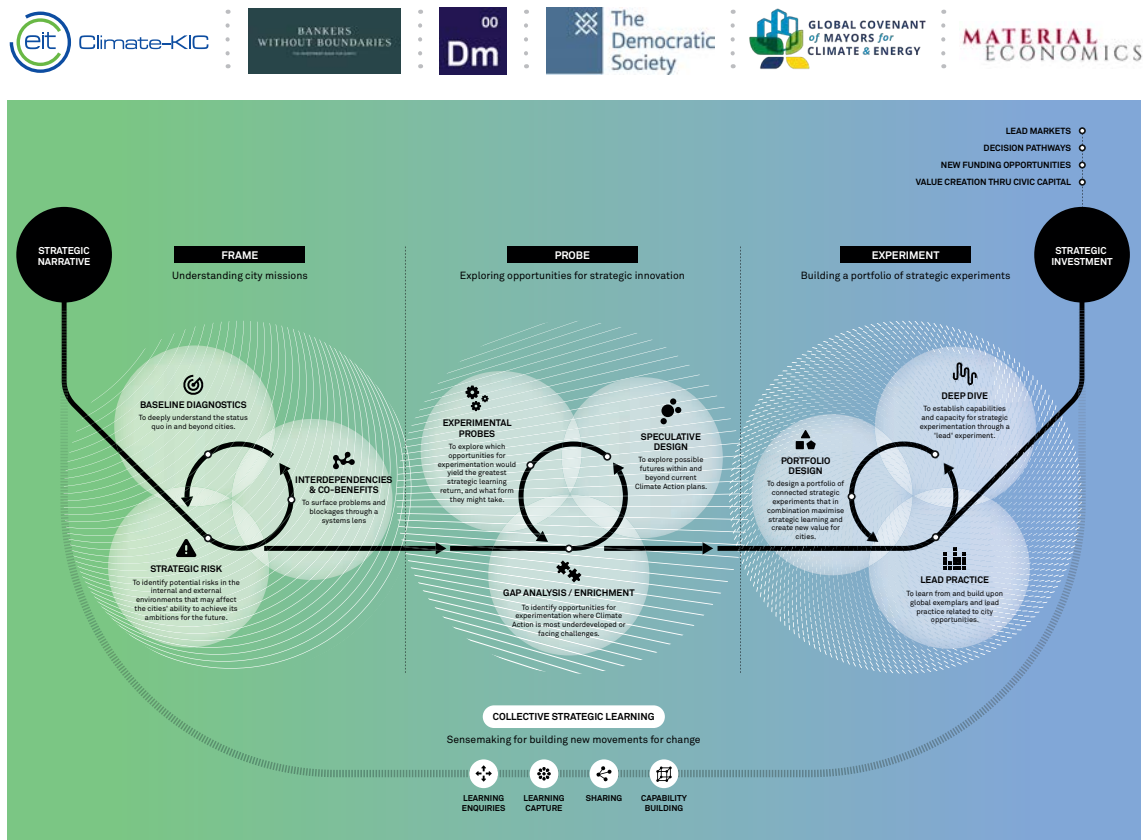 eit Climate-KIC
BANKERS
WITHOUT BOUNDARIES
00
Dm
The
Democratic
Society
GLOBAL COVENANT
of MAYORS for
CLIMATE & ENERGY
MATERIAL
ECONOMICS
LEAD MARKETS
DECISION PATHWAYS
NEW FUNDING OPPORTUNITIES
VALUE CREATION THRU CIVIC CAPITAL
STRATEGIC
NARRATIVE
FRAME
Understanding city missions
PROBE
Exploring opportunities for strategic innovation
EXPERIMENT
Building a portfolio of strategic experiments
STRATEGIC
INVESTMENT
BASELINE DIAGNOSTICS
To deeply understand the status
quo in and beyond cities.
INTERDEPENDENCIES
& CO-BENEFITS
To surface problems and
blockages through a
systems lens
STRATEGIC RISK
To identify potential risks in the
internal and external
environments that may affect
the cities' ability to achieve its
ambitions for the future.
EXPERIMENTAL
PROBES
To explore which
opportunities for
experimentation would
yield the greatest
strategic learning
return, and what form
they might take.
SPECULATIVE
DESIGN
To explore possible
futures within and
beyond current
Climate Action plans.
GAP ANALYSIS / ENRICHMENT
To identify opportunities for
experimentation where Climate
Action is most underdeveloped or
facing challenges.
DEEP DIVE
To establish capabilities
and capacity for strategic
experimentation through a
'lead' experiment.
PORTFOLIO
DESIGN
To design a portfolio of
connected strategic
experiments that in
combination maximise
strategic learning and
create new value for
cities.
LEAD PRACTICE
To learn from and build upon
global exemplars and lead
practice related to city
opportunities.
COLLECTIVE STRATEGIC LEARNING
Sensemaking for building new movements for change
LEARNING
ENQUIRIES
LEARNING
CAPTURE
SHARING
CAPABILITY
BUILDING